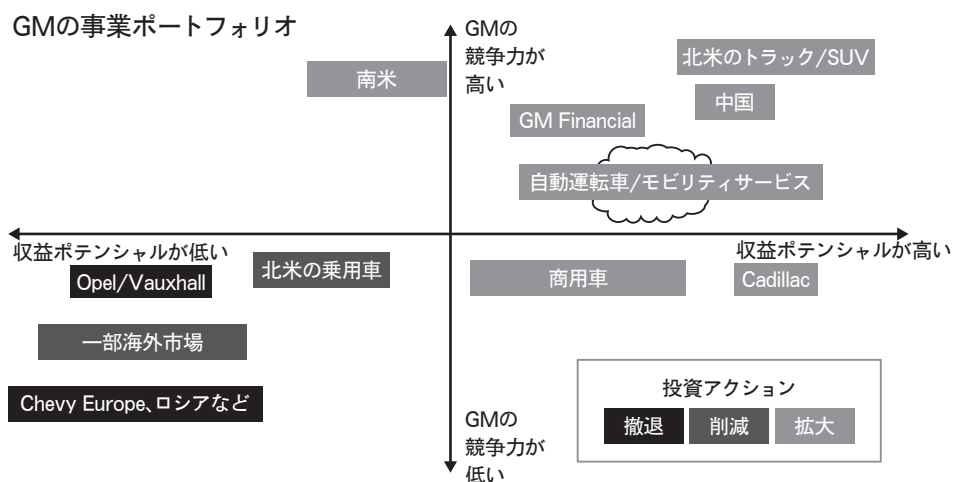 GMの事業ポートフォリオ
GMの
競争力が
高い
南米
北米のトラック/SUV
中国
GM Financial
自動運転車/モビリティサービス
収益ポテンシャルが低い
収益ポテンシャルが高い
Opel/Vauxhall
北米の乗用車
商用車
Cadillac
一部海外市場
Chevy Europe、ロシアなど
GMの
競争力が
低い
投資アクション
撤退
削減
拡大